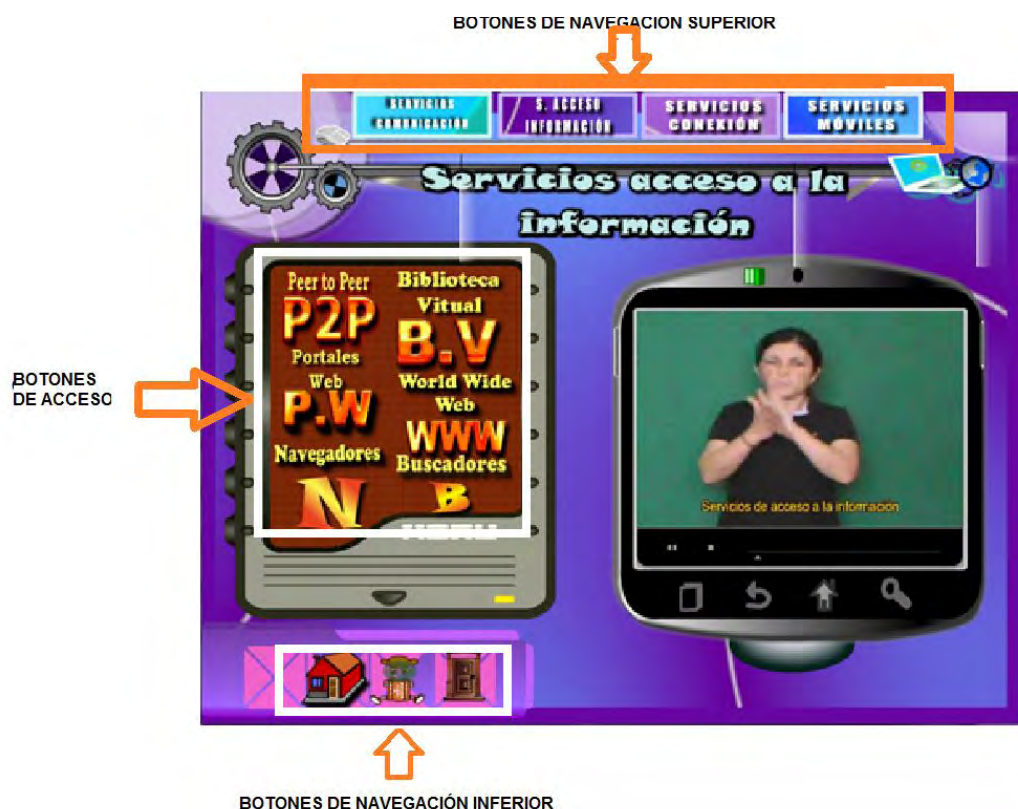 BOTONES DE NAVEGACIÓN SUPERIOR
SERVICIOS
COMUNICACIÓN
S. ACCESO
INFORMACIÓN
SERVICIOS
CONEXIÓN
SERVICIOS
MÓVILES
Servicios acceso a la
información
Peer to Peer
P2P
Portales
Web
P.W
Navegadores
N
Biblioteca
Vitual
B.V
World Wide
Web
WWW
Buscadores
B
MENU
Servicios de acceso a la información
BOTONES
DE ACCESO
BOTONES DE NAVEGACIÓN INFERIOR